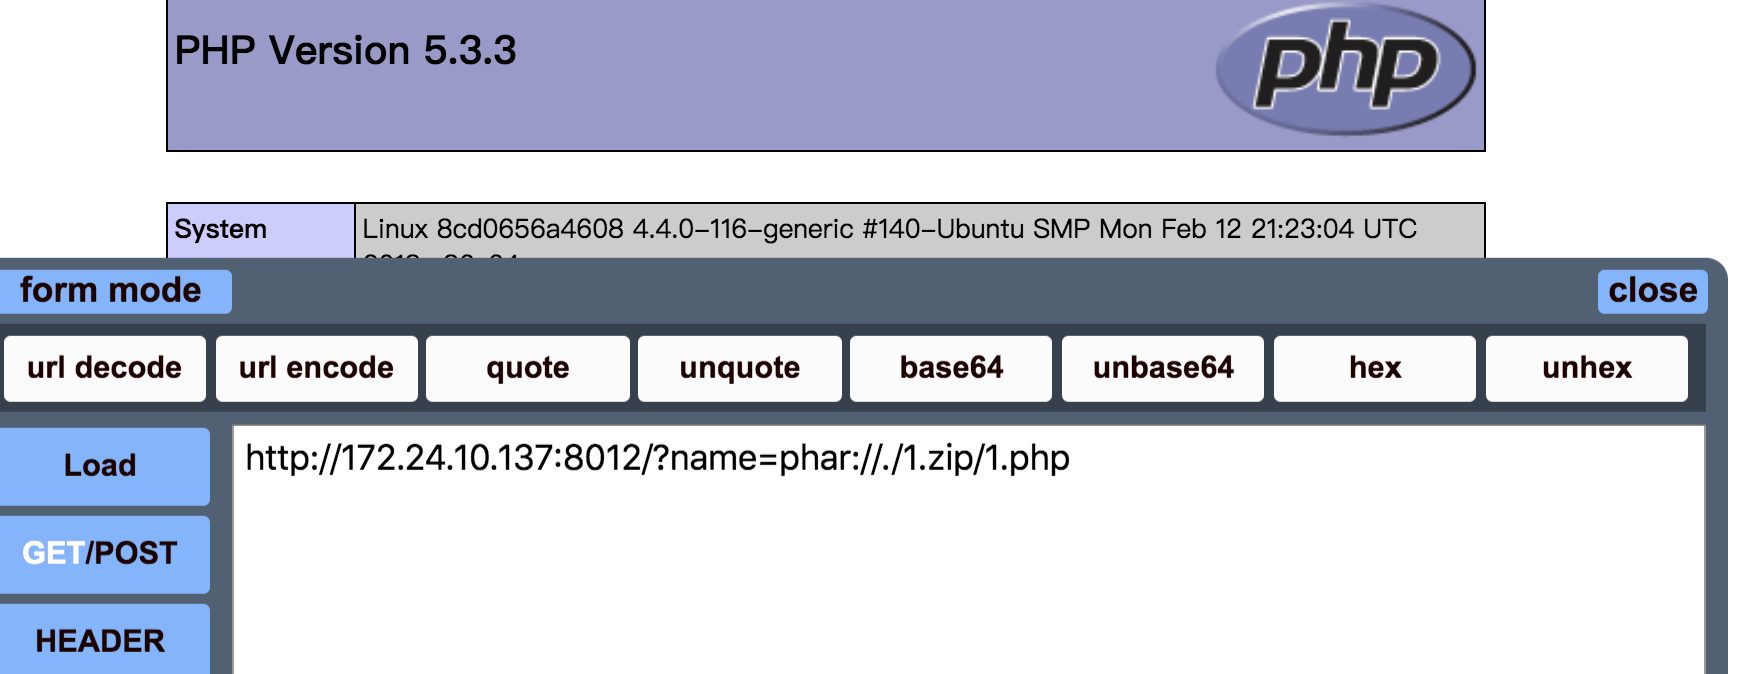 PHP Version 5.3.3
php
System
Linux 8cd0656a4608 4.4.0-116-generic #140-Ubuntu SMP Mon Feb 12 21:23:04 UTC
form mode
close
url decode
url encode
quote
unquote
base64
unbase64
hex
unhex
Load
http://172.24.10.137:8012/?name=phar://./1.zip/1.php
GET/POST
HEADER